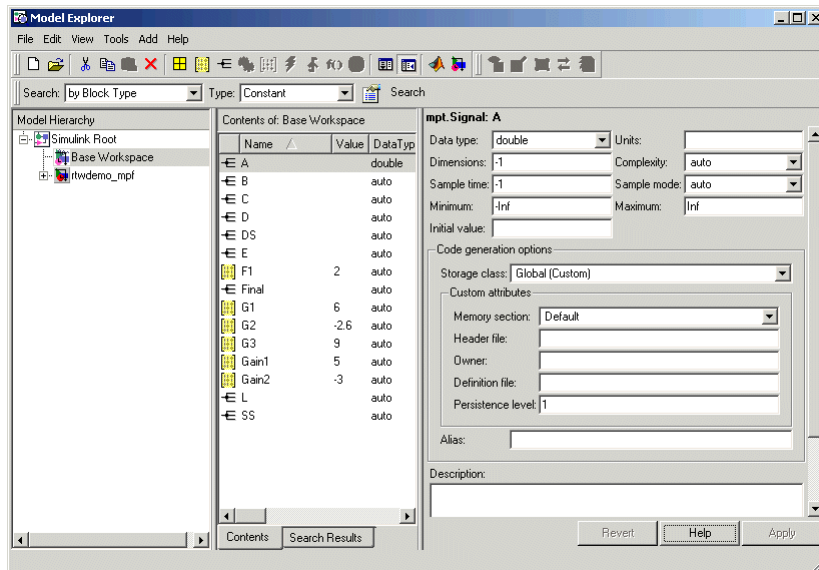 Model Explorer
File Edit View Tools Add Help
Search: by Block Type Type: Constant Search
Model Hierarchy
Simulink Root
Base Workspace
rtwdemo_mpf
Contents of: Base Workspace
Name Value DataTyp
A double
B auto
C auto
D auto
DS auto
E auto
F1 2 auto
Final auto
G1 6 auto
G2 -2.6 auto
G3 9 auto
Gain1 5 auto
Gain2 -3 auto
L auto
SS auto
Contents Search Results
mpt.Signal: A
Data type: double Units:
Dimensions: -1 Complexity: auto
Sample time: -1 Sample mode: auto
Minimum: -Inf Maximum: Inf
Initial value:
Code generation options
Storage class: Global (Custom)
Custom attributes
Memory section: Default
Header file:
Owner:
Definition file:
Persistence level: 1
Alias:
Description:
Revert Help Apply